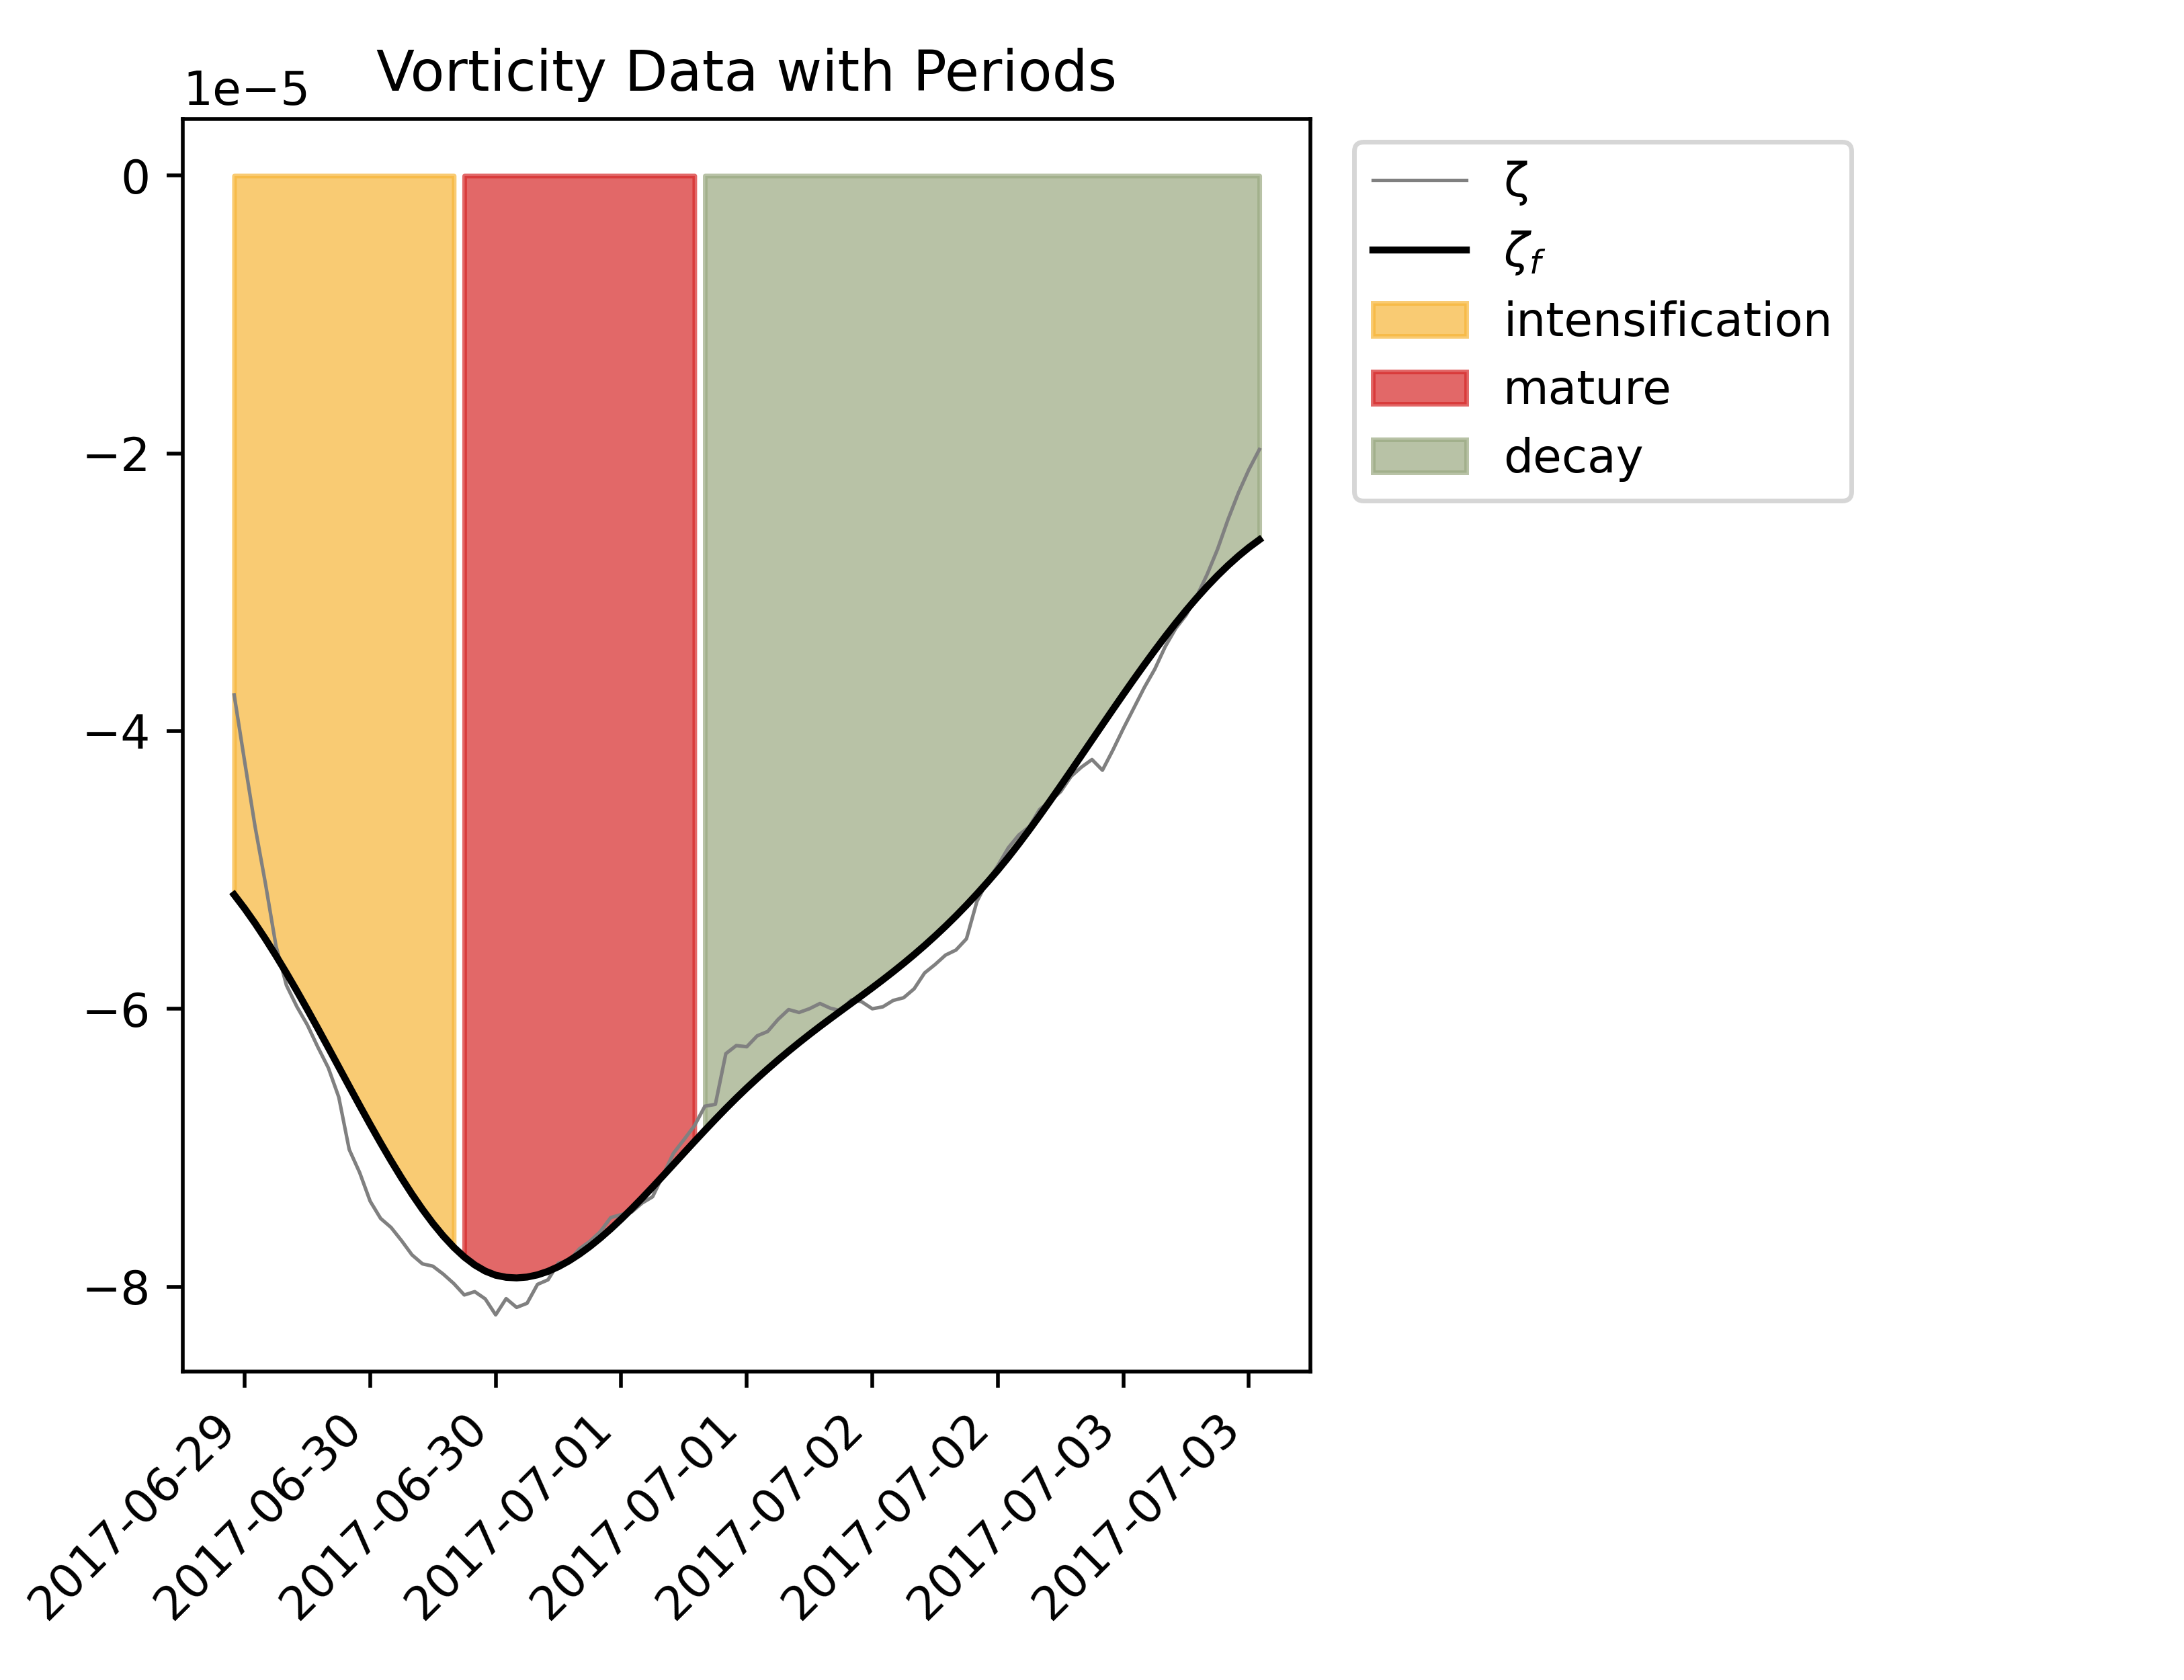 Vorticity Data with Periods
1e−5
0
−2
−4
−6
−8
2017-06-29
2017-06-30
2017-06-30
2017-07-01
2017-07-01
2017-07-02
2017-07-02
2017-07-03
2017-07-03
ζ
ζf
intensification
mature
decay